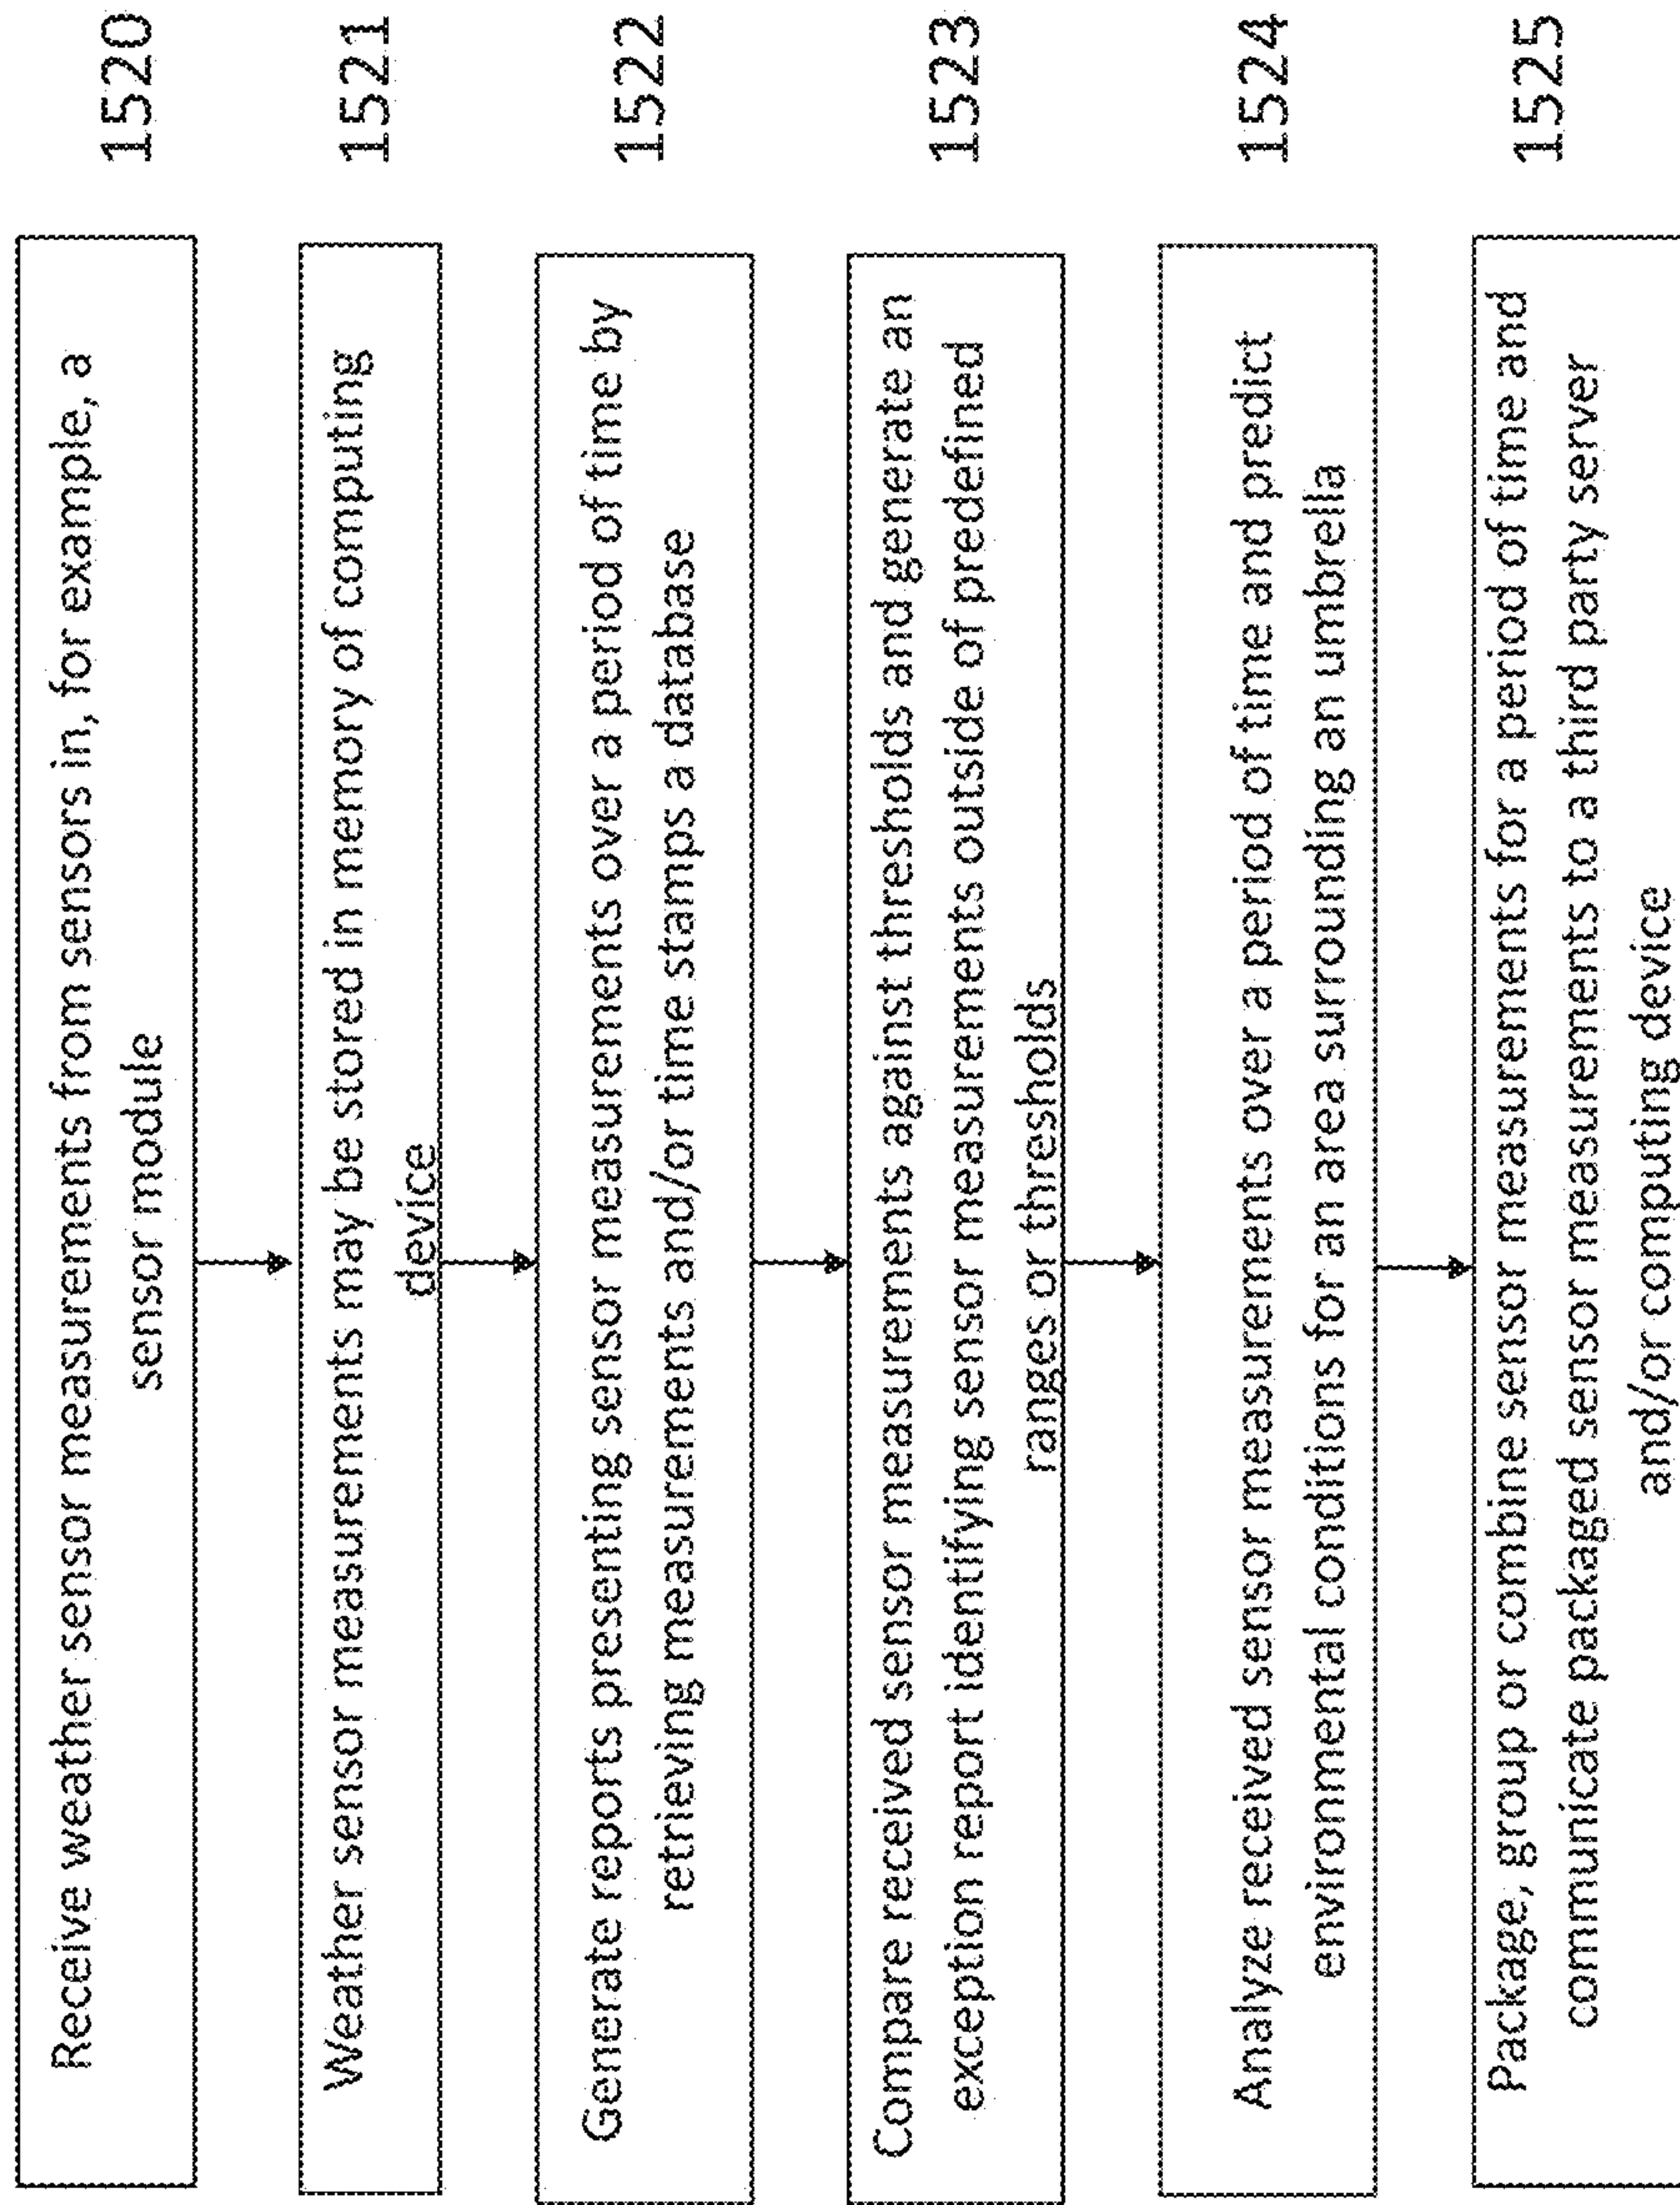 Receive weather sensor measurements from sensors in, for example, a
sensor module
1520
Weather sensor measurements may be stored in memory of computing
device
1521
Generate reports presenting sensor measurements over a period of time by
retrieving measurements and/or time stamps a database
1522
Compare received sensor measurements against thresholds and generate an
exception report identifying sensor measurements outside of predefined
ranges or thresholds
1523
Analyze received sensor measurements over a period of time and predict
environmental conditions for an area surrounding an umbrella
1524
Package, group or combine sensor measurements for a period of time and
communicate packaged sensor measurements to a third party server
and/or computing device
1525